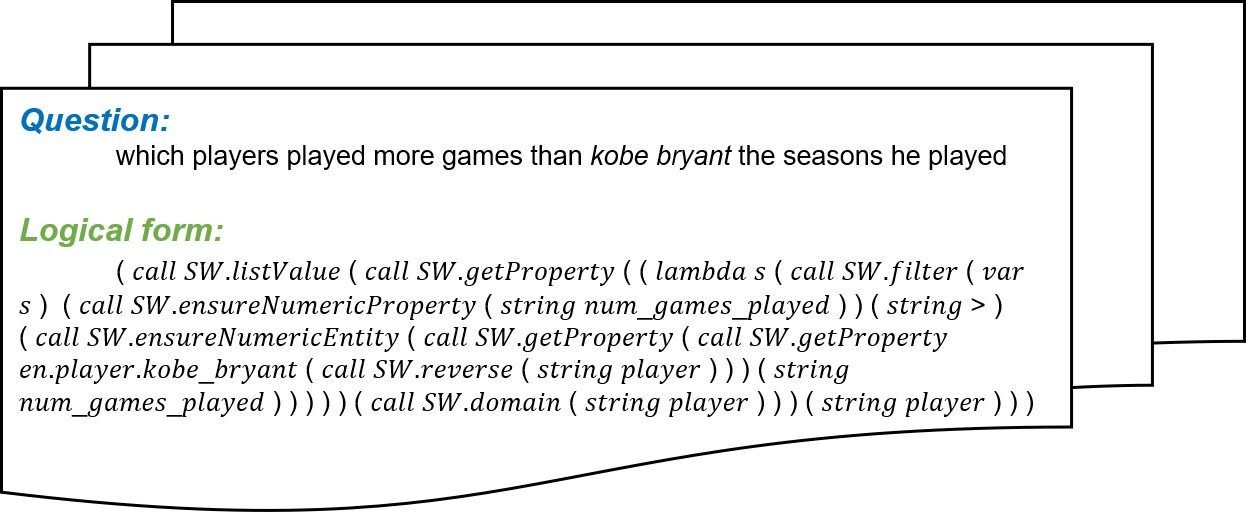 Question:
which players played more games than kobe bryant the seasons he played
Logical form:
( call SW.listValue ( call SW.getProperty ( ( lambda s ( call SW.filter ( var
s ) ( call SW.ensureNumericProperty ( string num_games_played ) ) ( string > )
( call SW.ensureNumericEntity ( call SW.getProperty ( call SW.getProperty
en.player.kobe_bryant ( call SW.reverse ( string player ) ) ) ( string
num_games_played ) ) ) ) ) ( call SW.domain ( string player ) ) ) ( string player ) ) )